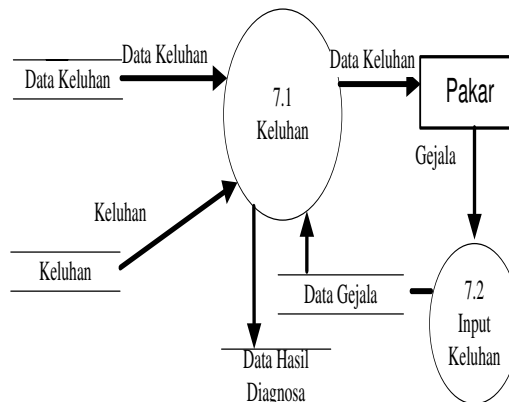 Data Keluhan
Data Keluhan
7.1
Keluhan
Data Keluhan
Pakar
Gejala
Keluhan
Keluhan
Data Gejala
7.2
Input
Keluhan
Data Hasil
Diagnosa